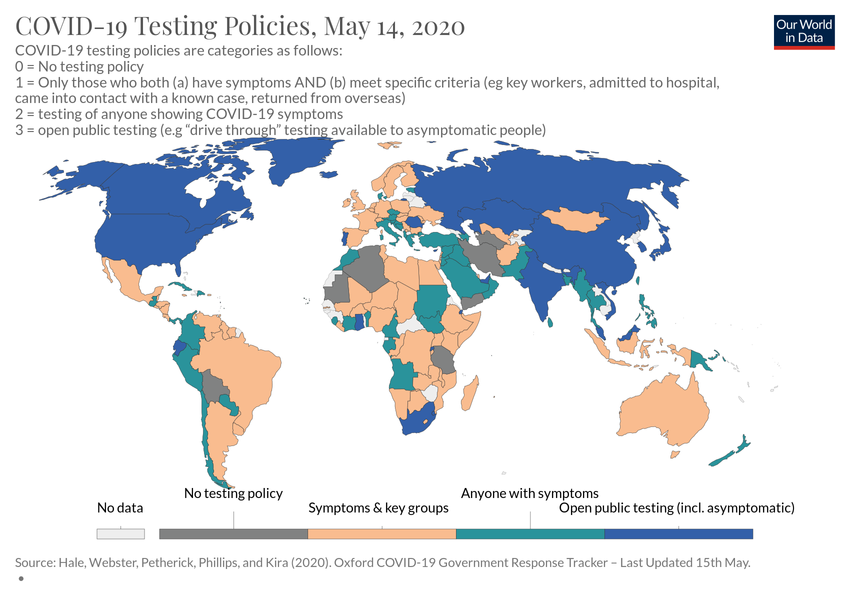 COVID-19 Testing Policies, May 14, 2020
Our World
in Data
COVID-19 testing policies are categories as follows:
0 = No testing policy
1 = Only those who both (a) have symptoms AND (b) meet specific criteria (eg key workers, admitted to hospital,
came into contact with a known case, returned from overseas)
2 = testing of anyone showing COVID-19 symptoms
3 = open public testing (e.g “drive through” testing available to asymptomatic people)
No data
No testing policy
Symptoms & key groups
Anyone with symptoms
Open public testing (incl. asymptomatic)
Source: Hale, Webster, Petherick, Phillips, and Kira (2020). Oxford COVID-19 Government Response Tracker – Last Updated 15th May.